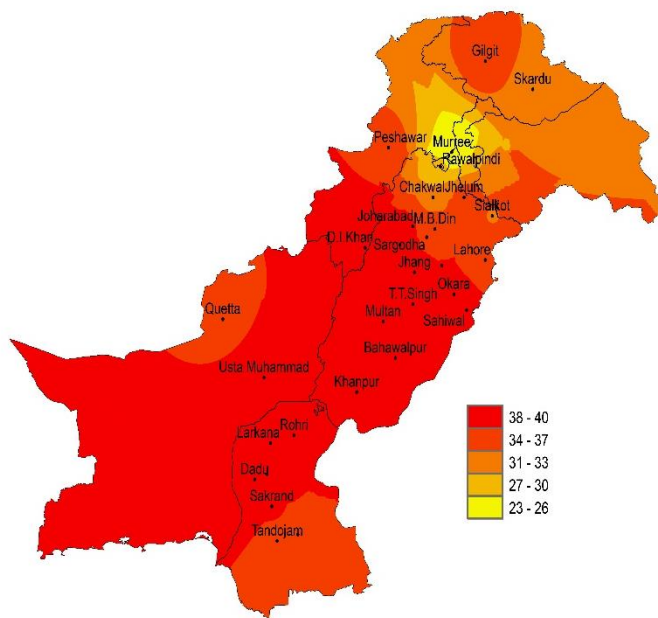 Gilgit
Skardu
Peshawar
Murree
Rawalpindi
Chakwal
Jhelum
Sialkot
Joharabad
M.B.Din
D.I.Khan
Sargodha
Lahore
Jhang
Okara
T.T.Singh
Quetta
Multan
Sahiwal
Bahawalpur
Usta Muhammad
Khanpur
Rohri
Larkana
Dadu
Sakrand
Tandojam
38 - 40
34 - 37
31 - 33
27 - 30
23 - 26